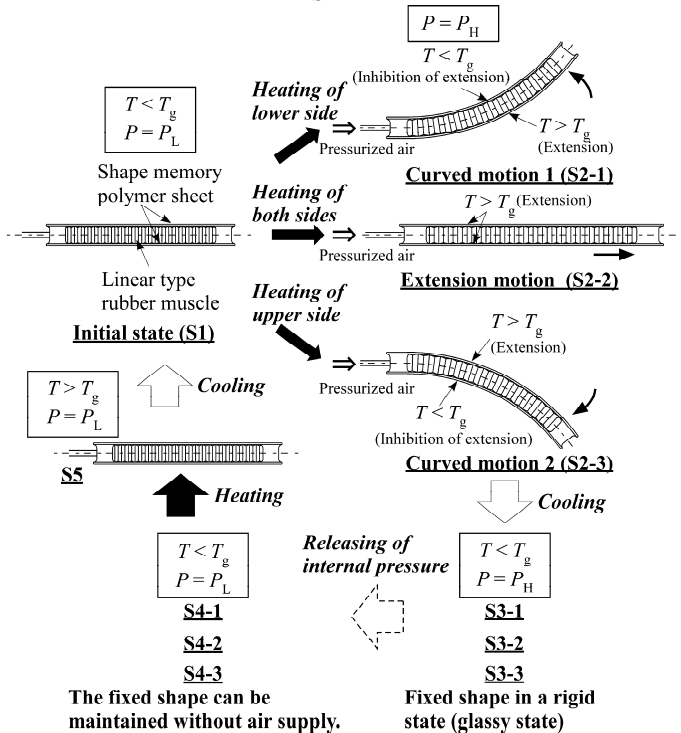 P = P_H
T < T_g
(Inhibition of extension)
T > T_g
(Extension)
Heating of
lower side
Pressurized air
Curved motion 1 (S2-1)
T < T_g
P = P_L
Shape memory
polymer sheet
Linear type
rubber muscle
Initial state (S1)
Heating of
both sides
Pressurized air
T > T_g (Extension)
Extension motion (S2-2)
Heating of
upper side
Pressurized air
T > T_g
(Extension)
T < T_g
(Inhibition of extension)
Curved motion 2 (S2-3)
Cooling
T < T_g
P = P_H
S3-1
S3-2
S3-3
Fixed shape in a rigid
state (glassy state)
Releasing of
internal pressure
T < T_g
P = P_L
S4-1
S4-2
S4-3
The fixed shape can be
maintained without air supply.
Heating
T > T_g
P = P_L
S5
Cooling